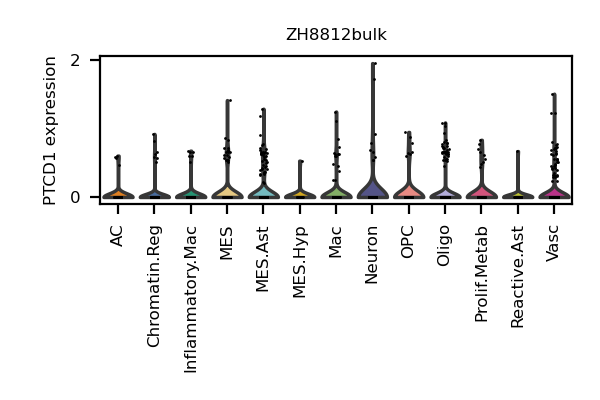 ZH8812bulk
PTCD1 expression
2
0
AC
Chromatin.Reg
Inflammatory.Mac
MES
MES.Ast
MES.Hyp
Mac
Neuron
OPC
Oligo
Prolif.Metab
Reactive.Ast
Vasc